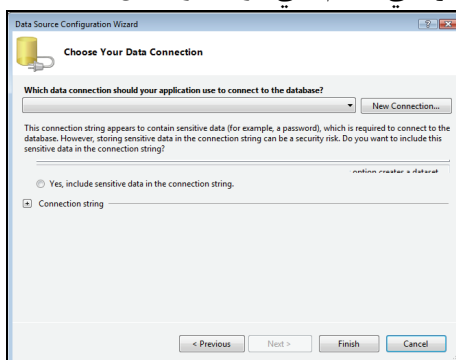 Data Source Configuration Wizard
Choose Your Data Connection
Which data connection should your application use to connect to the database?
New Connection...
This connection string appears to contain sensitive data (for example, a password), which is required to connect to the
database. However, storing sensitive data in the connection string can be a security risk. Do you want to include this
sensitive data in the connection string?
option creates a dataset
Yes, include sensitive data in the connection string.
Connection string
< Previous
Next >
Finish
Cancel